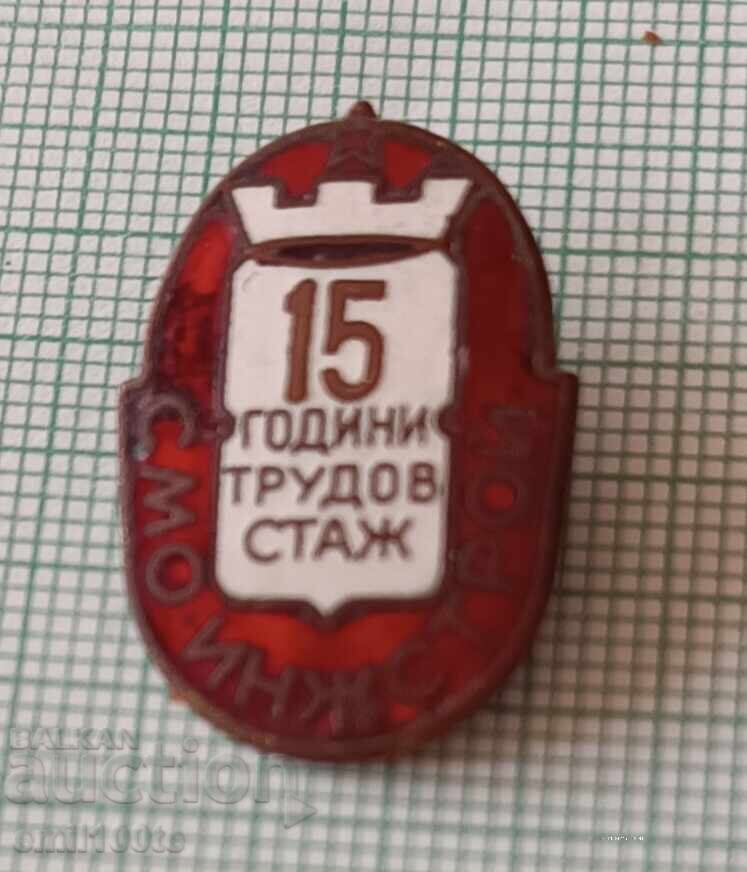 15
ГОДИНИ
ТРУДОВ
СТАЖ
СМО ИНЖСТРОЙ
BALKAN
auction
emil100te